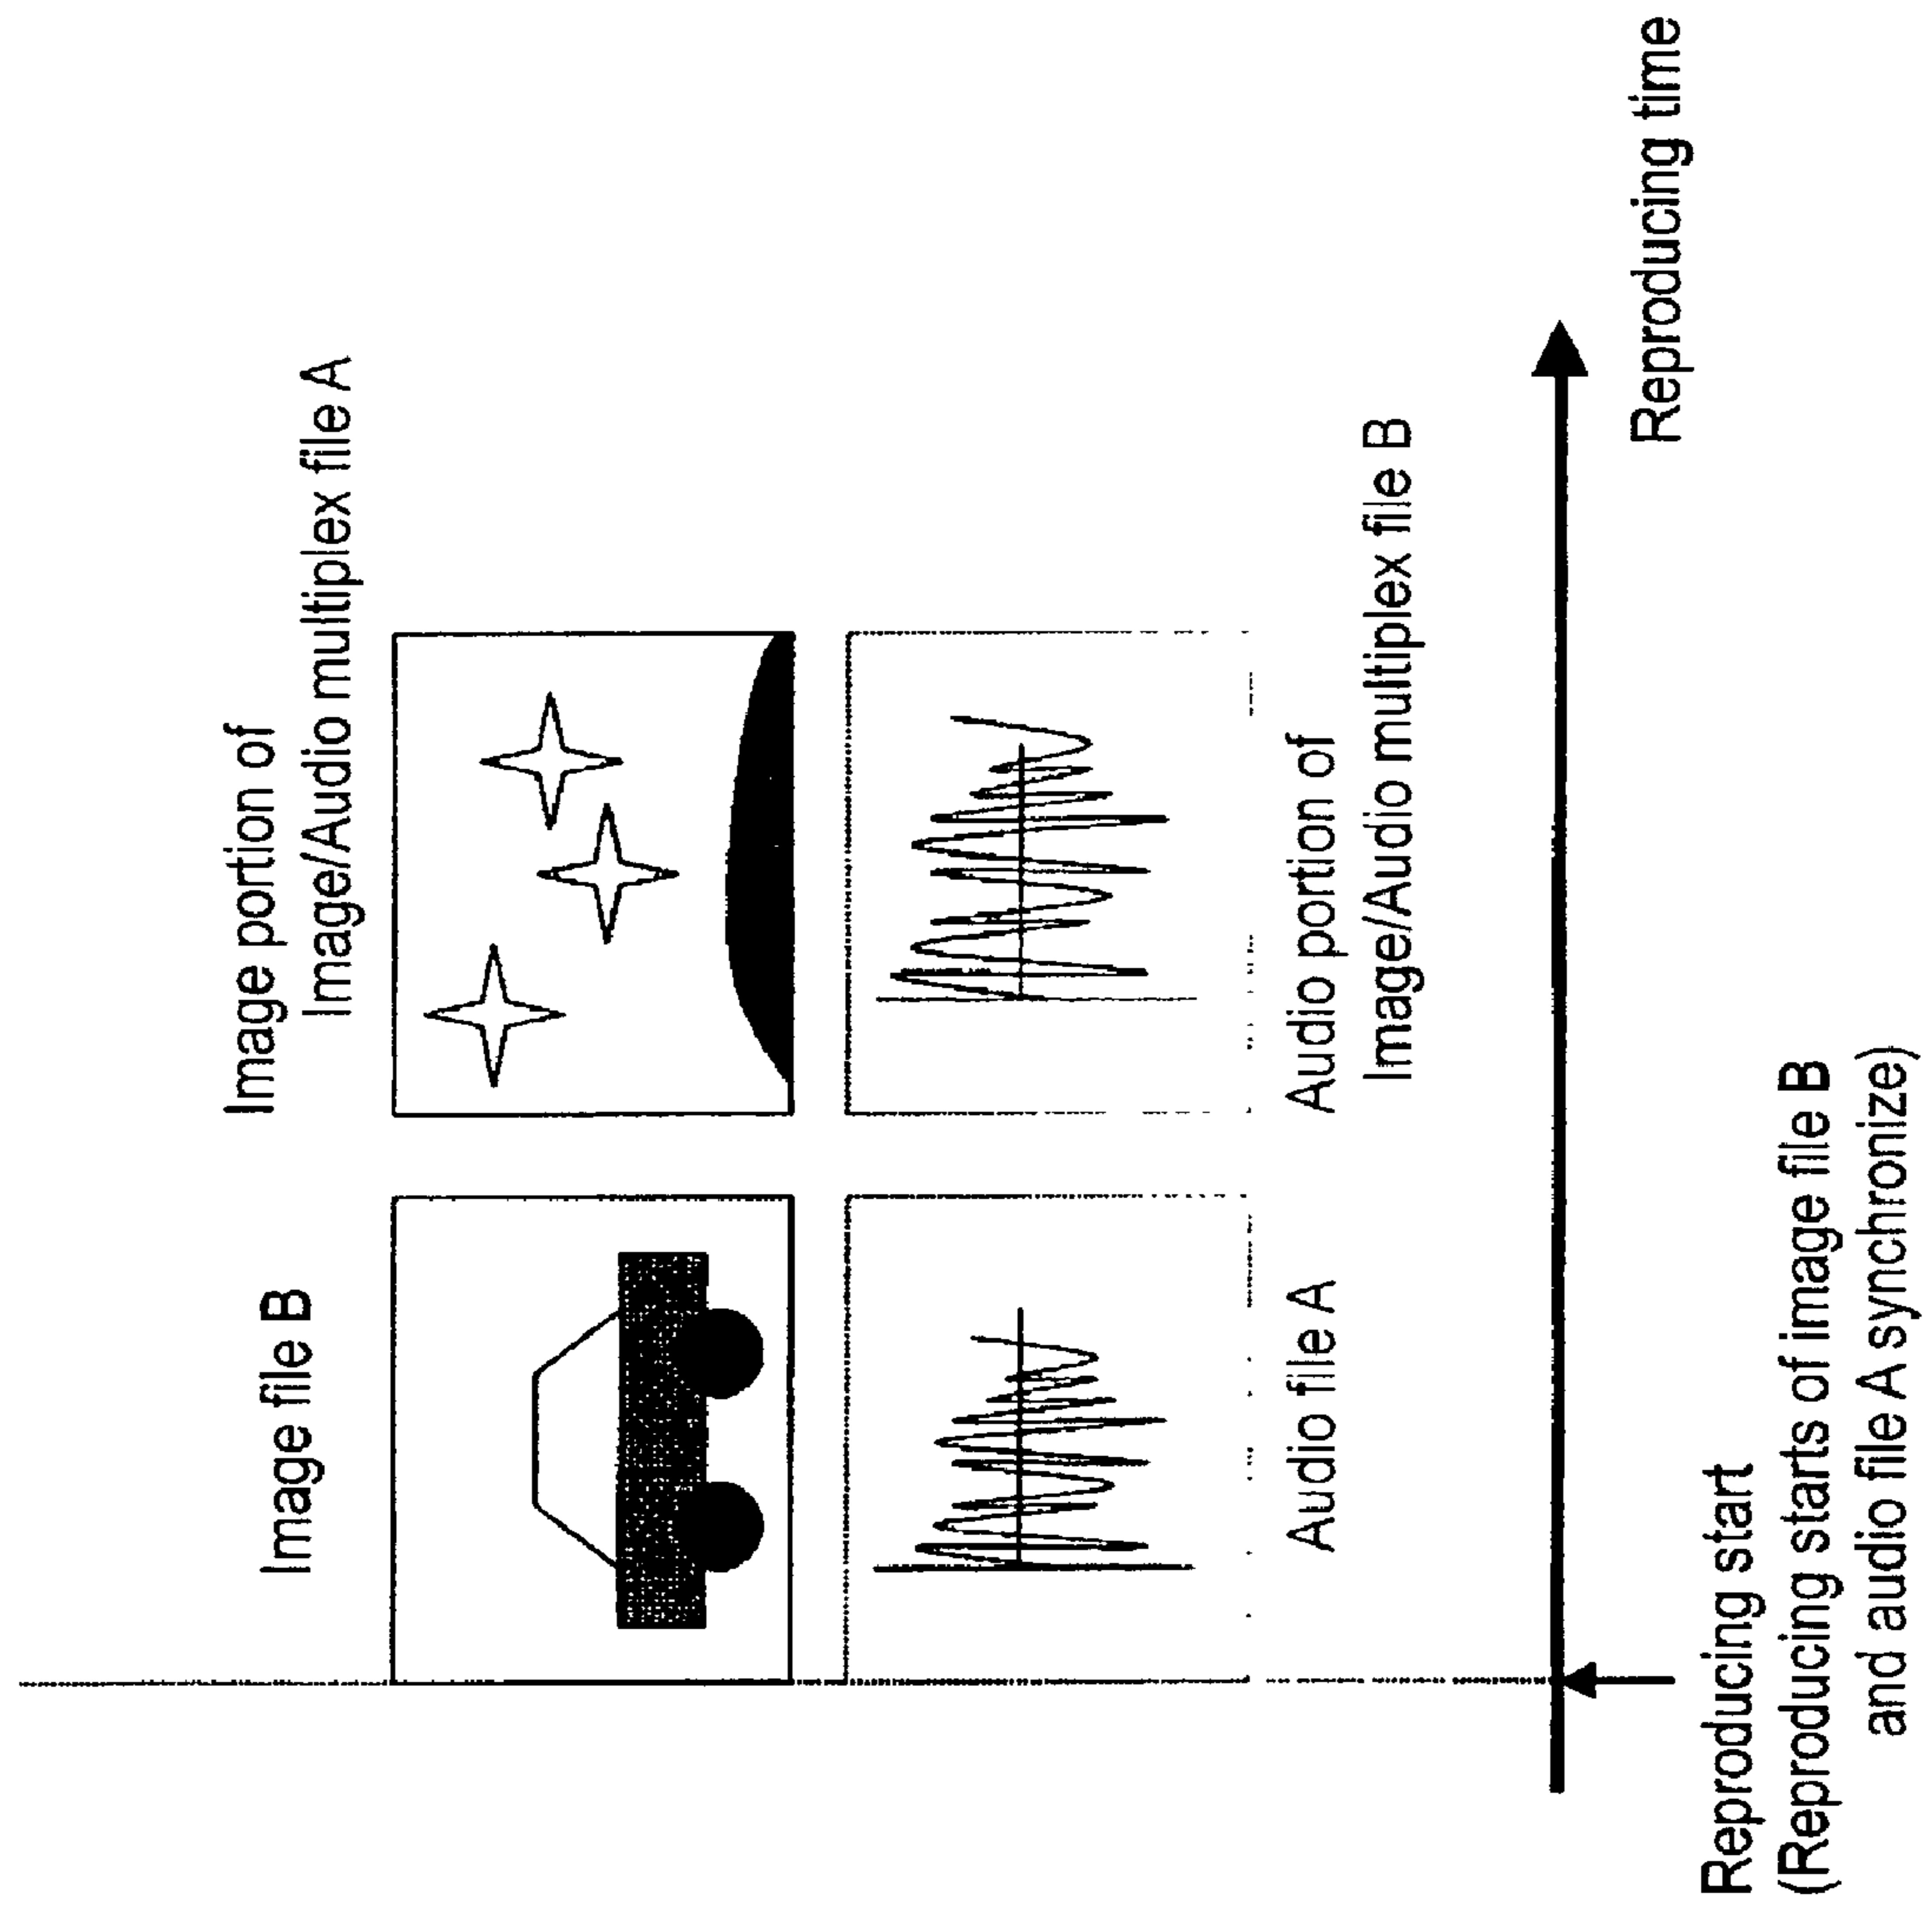 Image file B
Image portion of
Image/Audio multiplex file A
Audio file A
Audio portion of
Image/Audio multiplex file B
Reproducing time
Reproducing start
(Reproducing starts of image file B
and audio file A synchronize)